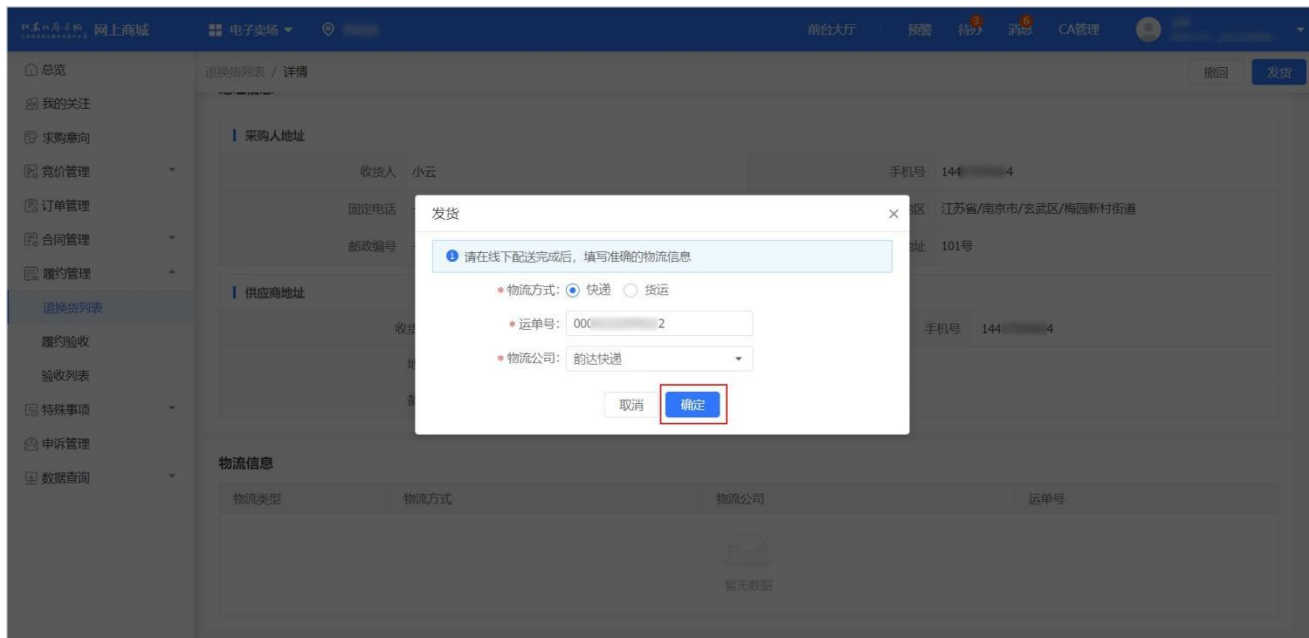 网上商城
电子卖场
前台大厅
预警
待办
3
消息
6
CA管理
总览
我的关注
求购意向
竞价管理
订单管理
合同管理
履约管理
退换货列表
履约验收
验收列表
特殊事项
申诉管理
数据查询
退换货列表 / 详情
撤回
发货
采购人地址
收货人 小云
手机号 144 4
固定电话 -
区 江苏省/南京市/玄武区/梅园新村街道
邮政编号 -
址 101号
供应商地址
收货
手机号 144 4
地
发货
请在线下配送完成后，填写准确的物流信息
*物流方式： 快递 货运
*运单号： 000 2
*物流公司： 韵达快递
取消
确定
物流信息
物流类型 物流方式 物流公司 运单号
暂无数据